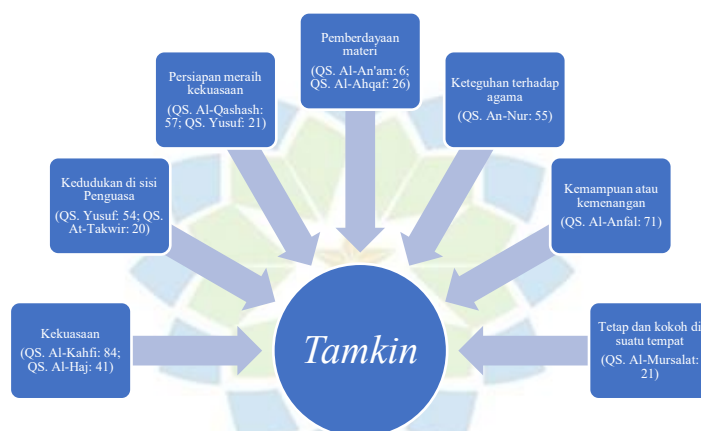 Kekuasaan
(QS. Al-Kahfi: 84;
QS. Al-Haj: 41)
Kedudukan di sisi
Penguasa
(QS. Yusuf: 54; QS.
At-Takwir: 20)
Persiapan meraih
kekuasaan
(QS. Al-Qashash:
57; QS. Yusuf: 21)
Pemberdayaan
materi
(QS. Al-An'am: 6;
QS. Al-Ahqaf: 26)
Keteguhan terhadap
agama
(QS. An-Nur: 55)
Kemampuan atau
kemenangan
(QS. Al-Anfal: 71)
Tetap dan kokoh di
suatu tempat
(QS. Al-Mursalat:
21)
Tamkin